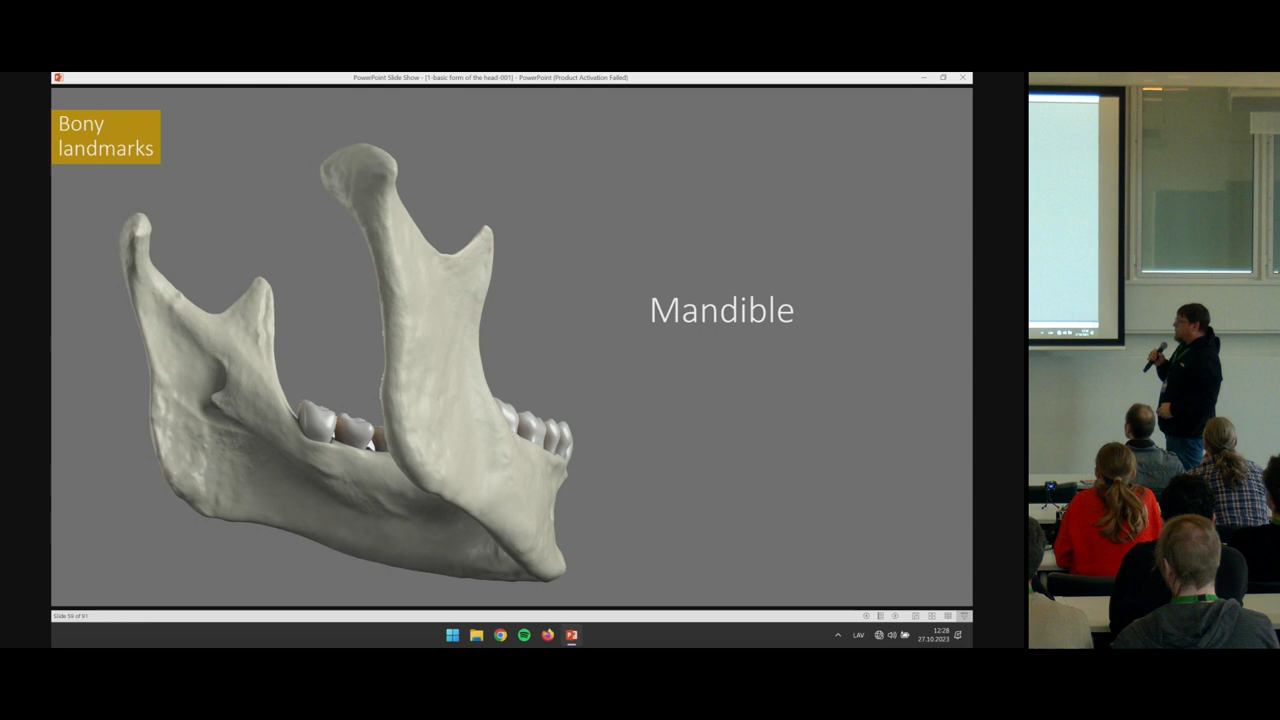 PowerPoint Slide Show - [1-basic form of the head-001] - PowerPoint (Product Activation Failed)
Bony
landmarks
Mandible
Slide 59 of 91
LAV
12:28
27.10.2023